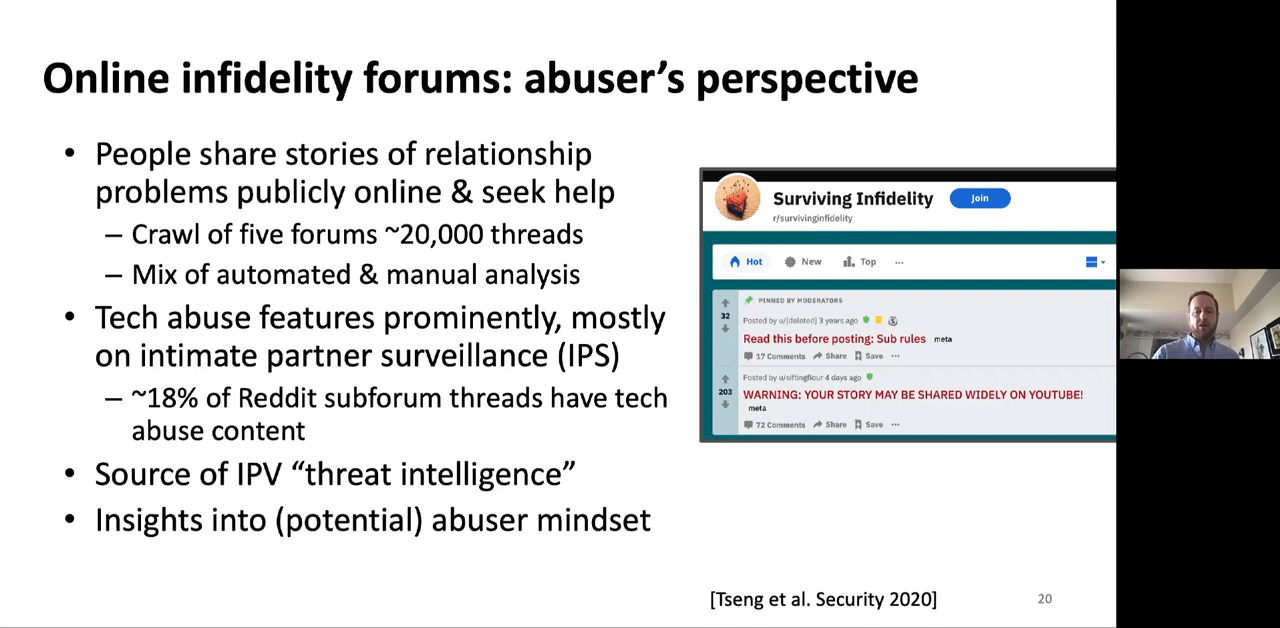 Online infidelity forums: abuser's perspective
• People share stories of relationship
problems publicly online & seek help
– Crawl of five forums ~20,000 threads
– Mix of automated & manual analysis
• Tech abuse features prominently, mostly
on intimate partner surveillance (IPS)
– ~18% of Reddit subforum threads have tech
abuse content
• Source of IPV “threat intelligence”
• Insights into (potential) abuser mindset
Surviving Infidelity Join
r/survivinginfidelity
Hot New Top ...
PINNED BY MODERATORS
32
Posted by u/[deleted] 3 years ago
Read this before posting: Sub rules meta
17 Comments Share Save ...
Posted by u/siftingflour 4 days ago
203
WARNING: YOUR STORY MAY BE SHARED WIDELY ON YOUTUBE!
meta
72 Comments Share Save ...
[Tseng et al. Security 2020]
20